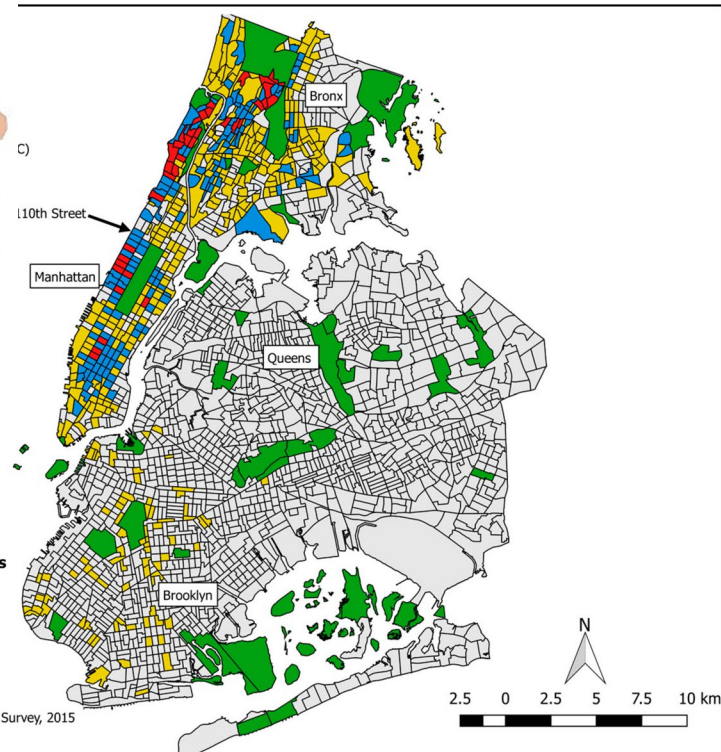 Bronx
C)
110th Street
Manhattan
Queens
s
Brooklyn
N
Survey, 2015
2.5 0 2.5 5 7.5 10 km